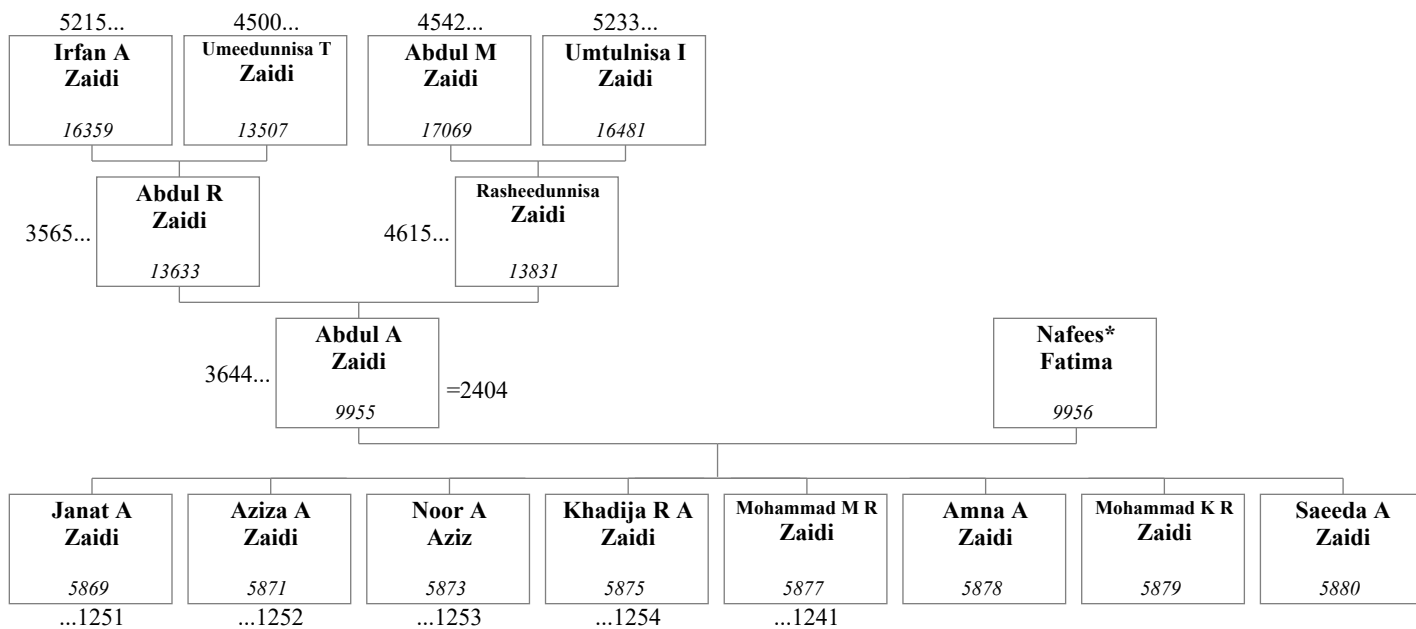 5215... 4500... 4542... 5233...
Irfan A Umeedunnisa T Abdul M Umtulnisa I
Zaidi Zaidi Zaidi Zaidi
16359 13507 17069 16481
Abdul R Rasheedunnisa
Zaidi Zaidi
3565... 4615...
13633 13831
Abdul A Nafees*
Zaidi Fatima
3644... =2404
9955 9956
Janat A Aziza A Noor A Khadija R A Mohammad M R Amna A Mohammad K R Saeeda A
Zaidi Zaidi Aziz Zaidi Zaidi Zaidi Zaidi Zaidi
5869 5871 5873 5875 5877 5878 5879 5880
...1251 ...1252 ...1253 ...1254 ...1241